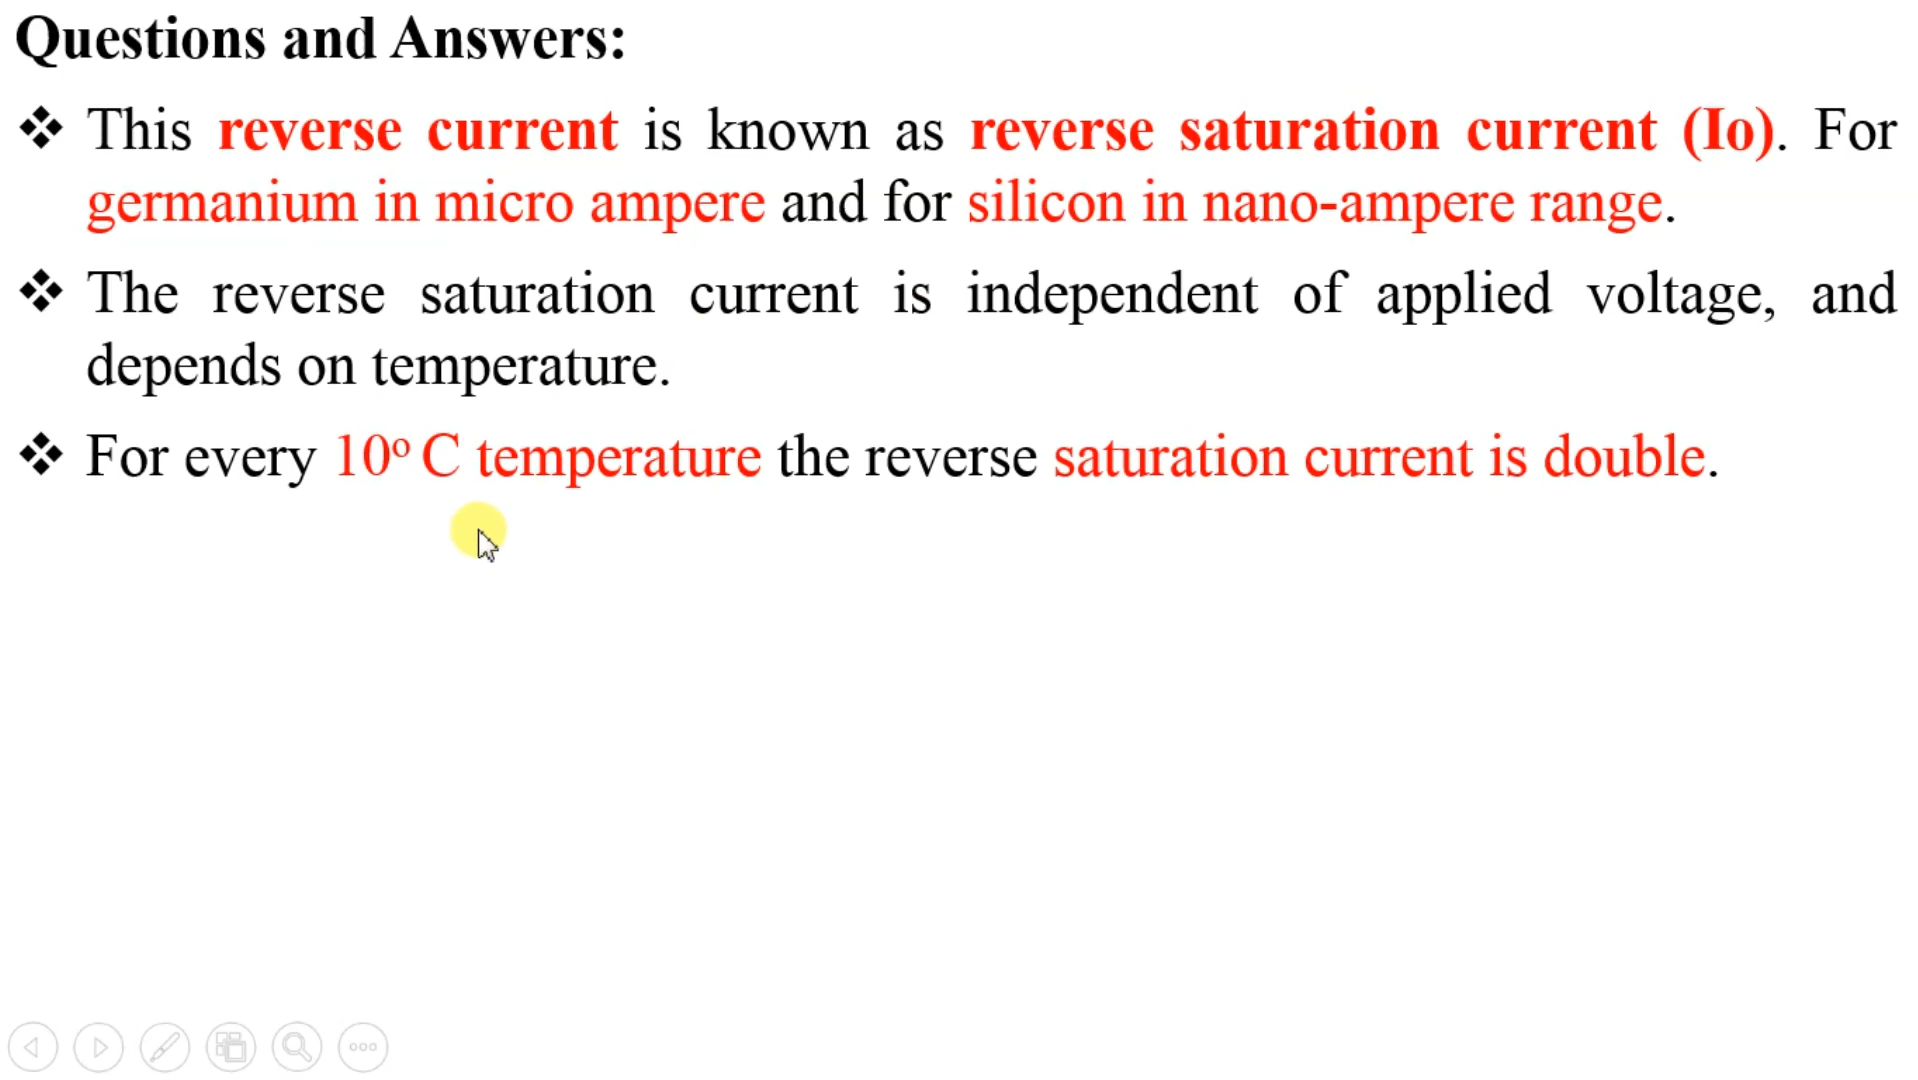 Questions and Answers:
❖ This reverse current is known as reverse saturation current (Io). For
germanium in micro ampere and for silicon in nano-ampere range.
❖ The reverse saturation current is independent of applied voltage, and
depends on temperature.
❖ For every 10ᵒ C temperature the reverse saturation current is double.